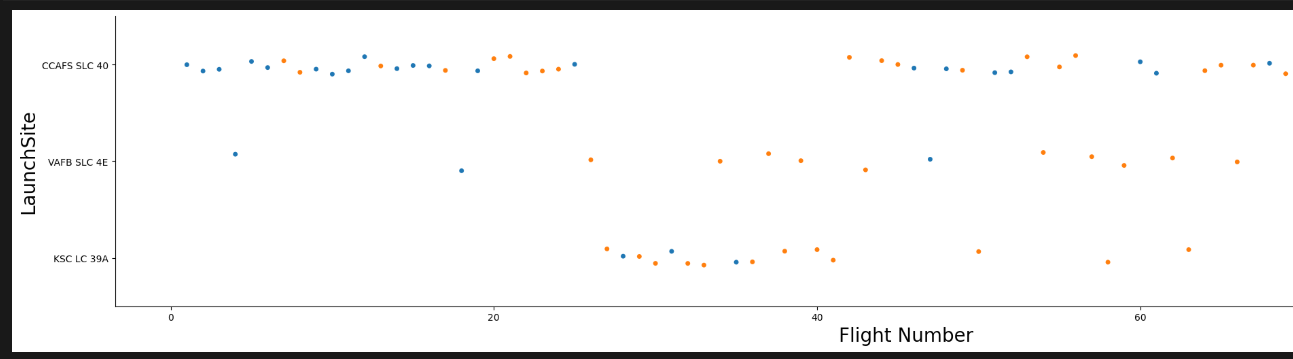 CCAFS SLC 40
VAFB SLC 4E
KSC LC 39A
LaunchSite
0 20 40 60
Flight Number